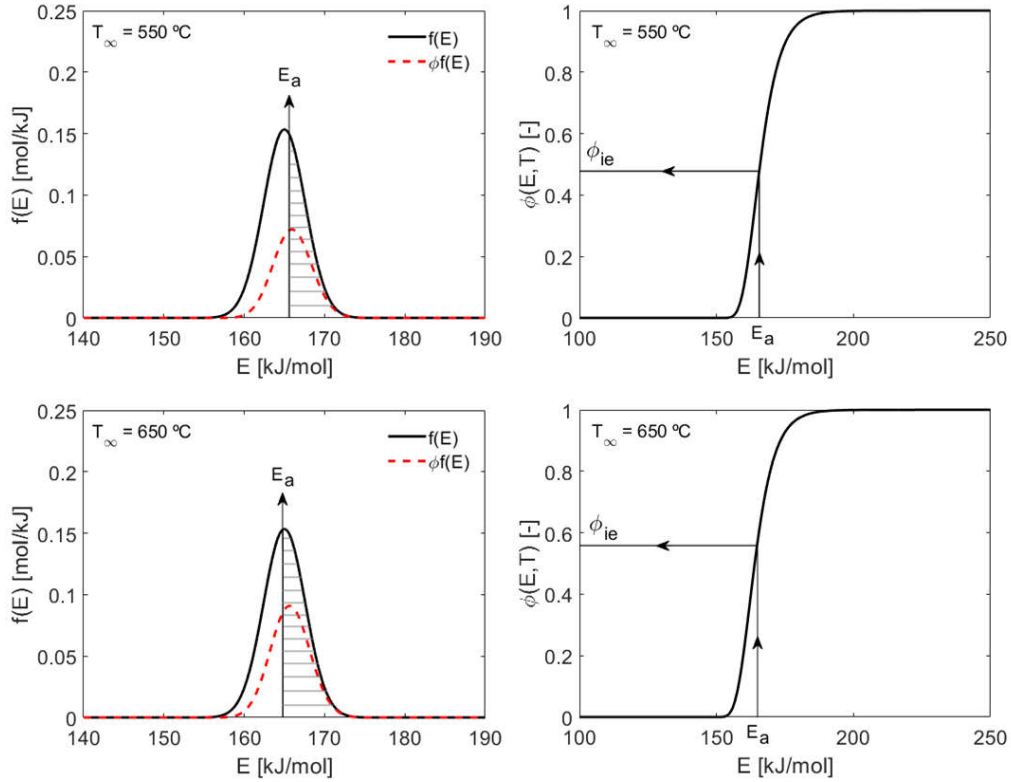 T∞ = 550 ºC
f(E)
ϕf(E)
Ea
f(E) [mol/kJ]
0.25
0.2
0.15
0.1
0.05
0
140 150 160 170 180 190
E [kJ/mol]
T∞ = 550 ºC
ϕie
ϕ(E,T) [-]
1
0.8
0.6
0.4
0.2
0
100 150 Ea 200 250
E [kJ/mol]
T∞ = 650 ºC
f(E)
ϕf(E)
Ea
f(E) [mol/kJ]
0.25
0.2
0.15
0.1
0.05
0
140 150 160 170 180 190
E [kJ/mol]
T∞ = 650 ºC
ϕie
ϕ(E,T) [-]
1
0.8
0.6
0.4
0.2
0
100 150 Ea 200 250
E [kJ/mol]